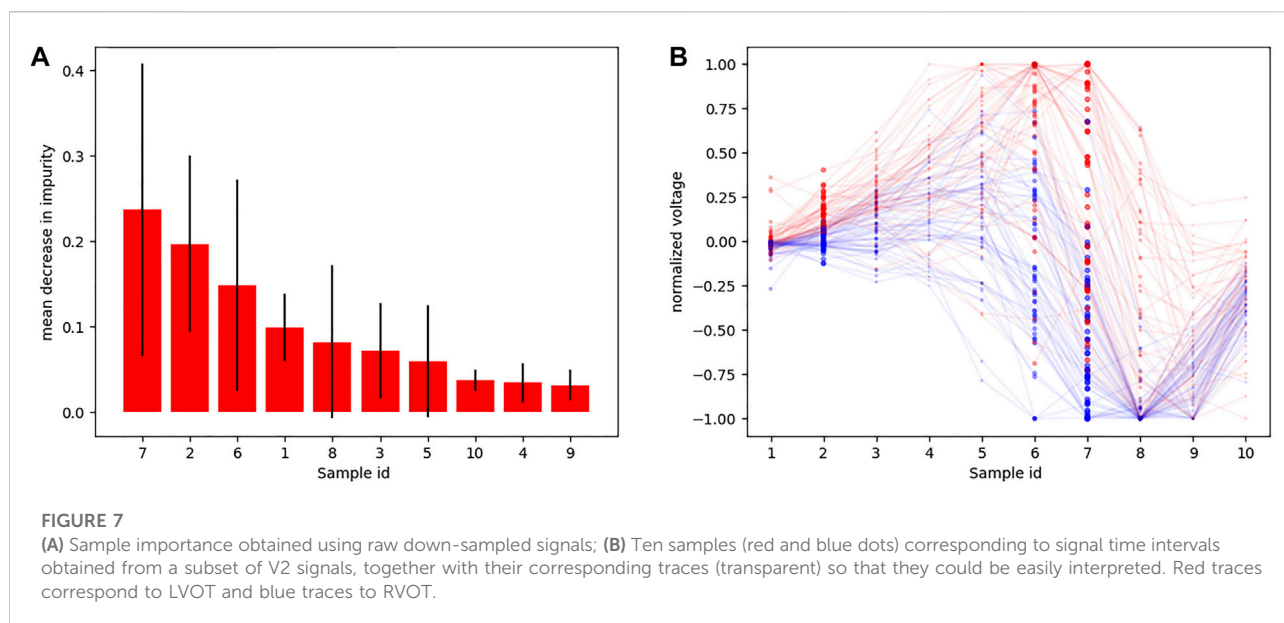 A
mean decrease in impurity
0.4
0.3
0.2
0.1
0.0
7 2 6 1 8 3 5 10 4 9
Sample id
B
normalized voltage
1.00
0.75
0.50
0.25
0.00
−0.25
−0.50
−0.75
−1.00
1 2 3 4 5 6 7 8 9 10
Sample id
FIGURE 7
(A) Sample importance obtained using raw down-sampled signals; (B) Ten samples (red and blue dots) corresponding to signal time intervals
obtained from a subset of V2 signals, together with their corresponding traces (transparent) so that they could be easily interpreted. Red traces
correspond to LVOT and blue traces to RVOT.